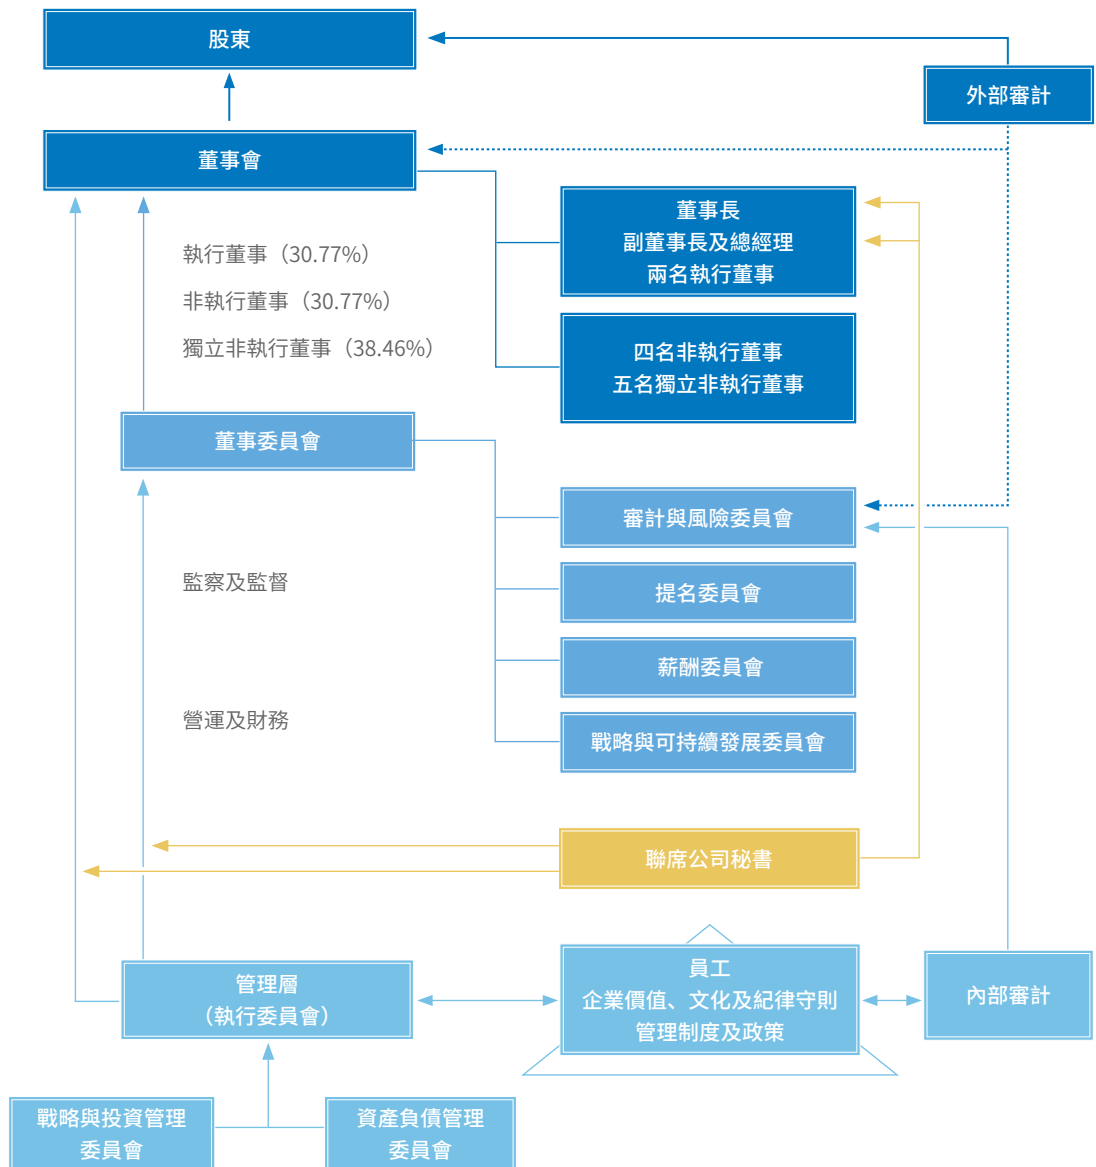 股東
外部審計
董事會
董事長
副董事長及總經理
兩名執行董事
執行董事（30.77%）
非執行董事（30.77%）
獨立非執行董事（38.46%）
四名非執行董事
五名獨立非執行董事
董事委員會
審計與風險委員會
監察及監督
提名委員會
薪酬委員會
營運及財務
戰略與可持續發展委員會
聯席公司秘書
管理層
（執行委員會）
員工
企業價值、文化及紀律守則
管理制度及政策
內部審計
戰略與投資管理
委員會
資產負債管理
委員會